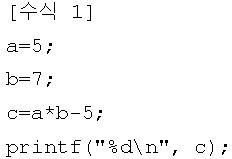 [수식 1]
a=5;
b=7;
c=a*b-5;
printf("%d\n", c);